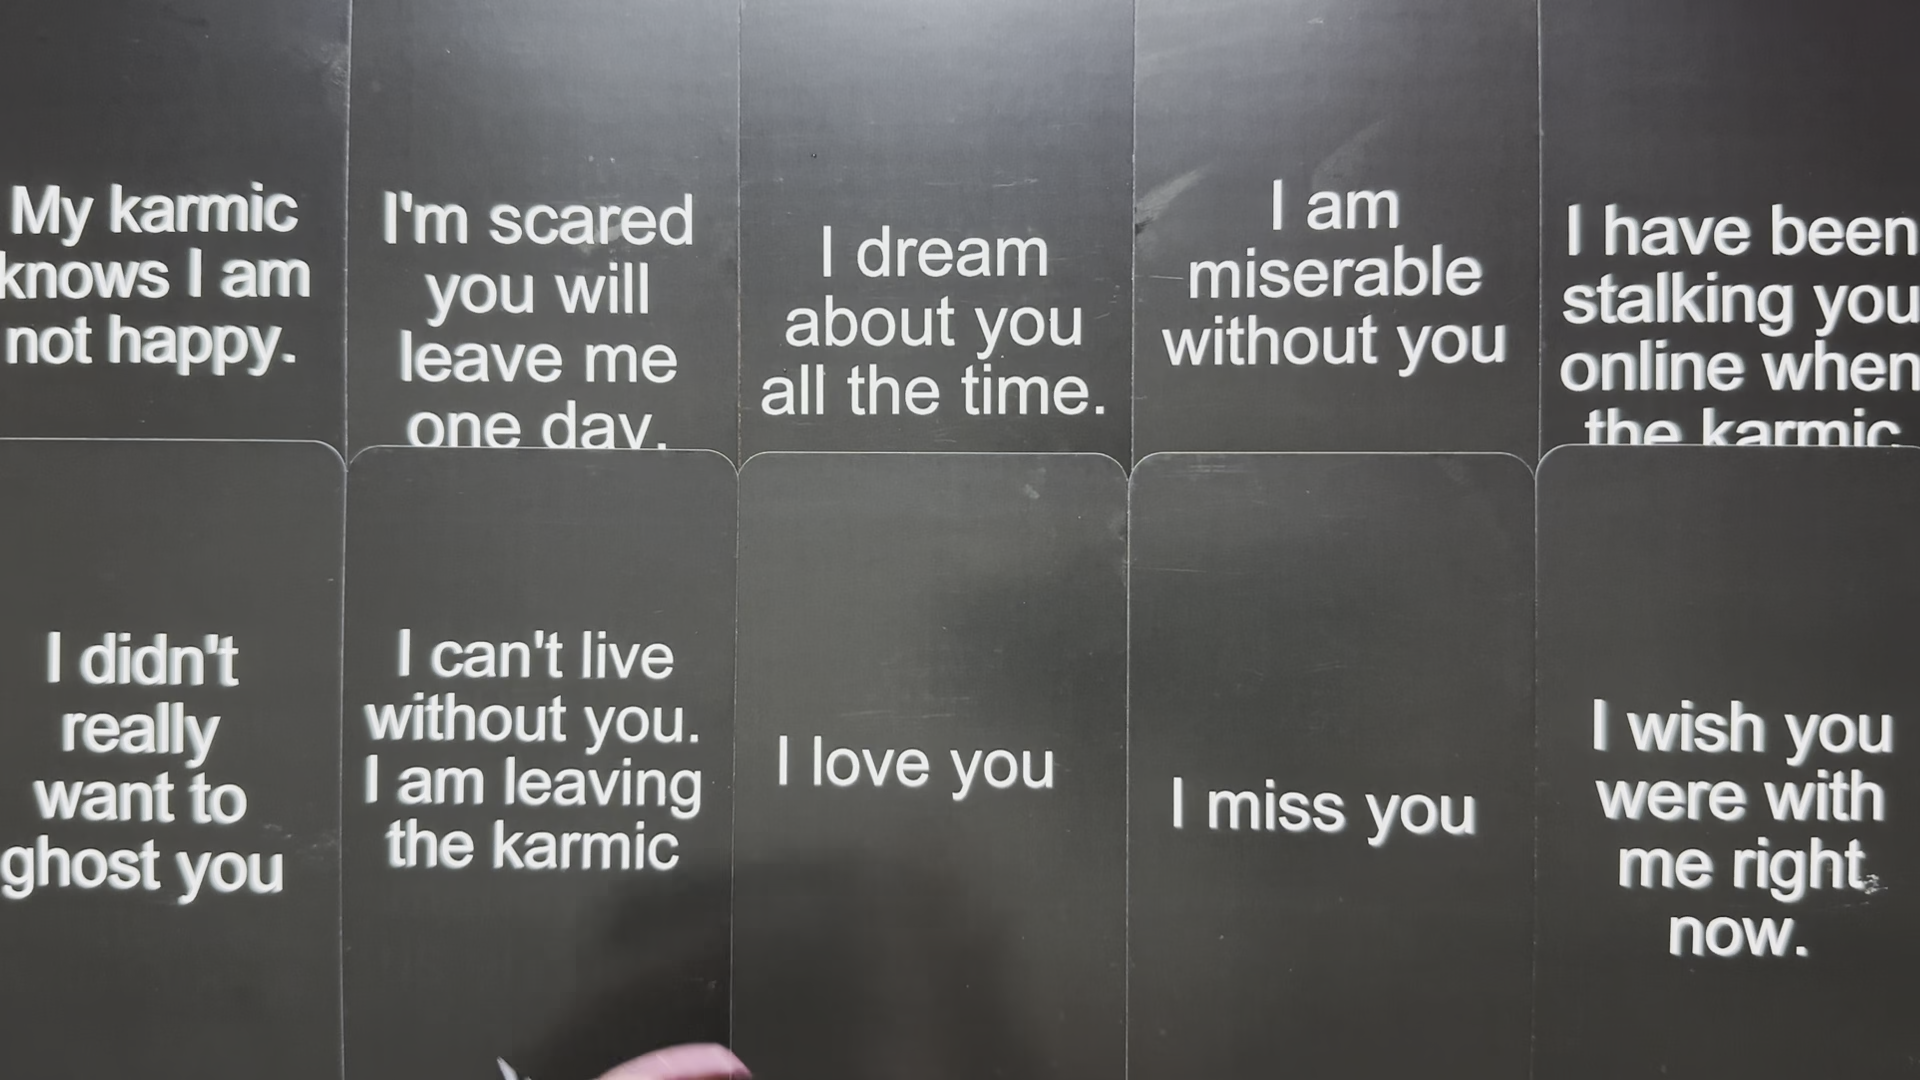 My karmic
knows I am
not happy.
I'm scared
you will
leave me
one day.
I dream
about you
all the time.
I am
miserable
without you
I have been
stalking you
online when
the karmic
I didn't
really
want to
ghost you
I can't live
without you.
I am leaving
the karmic
I love you
I miss you
I wish you
were with
me right
now.